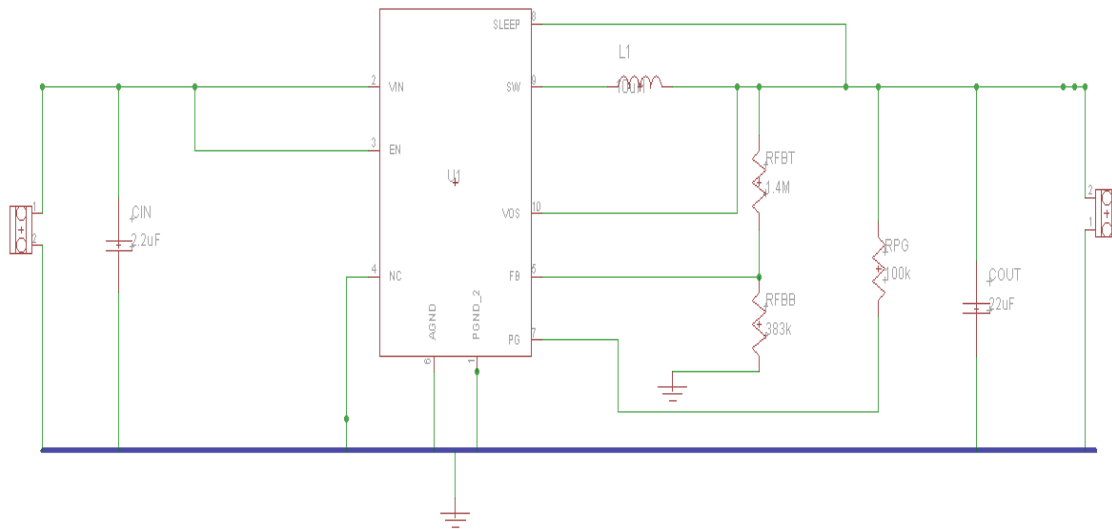 8
SLEEP
L1
2
VIN
SW
9
10uH
3
EN
RFBT
U1
1.4M
1
2
CIN
2.2uF
VOS
10
2
1
4
NC
FB
5
RPG
100k
COUT
22uF
RFBB
383k
AGND
PGND_2
PG
7
6
1